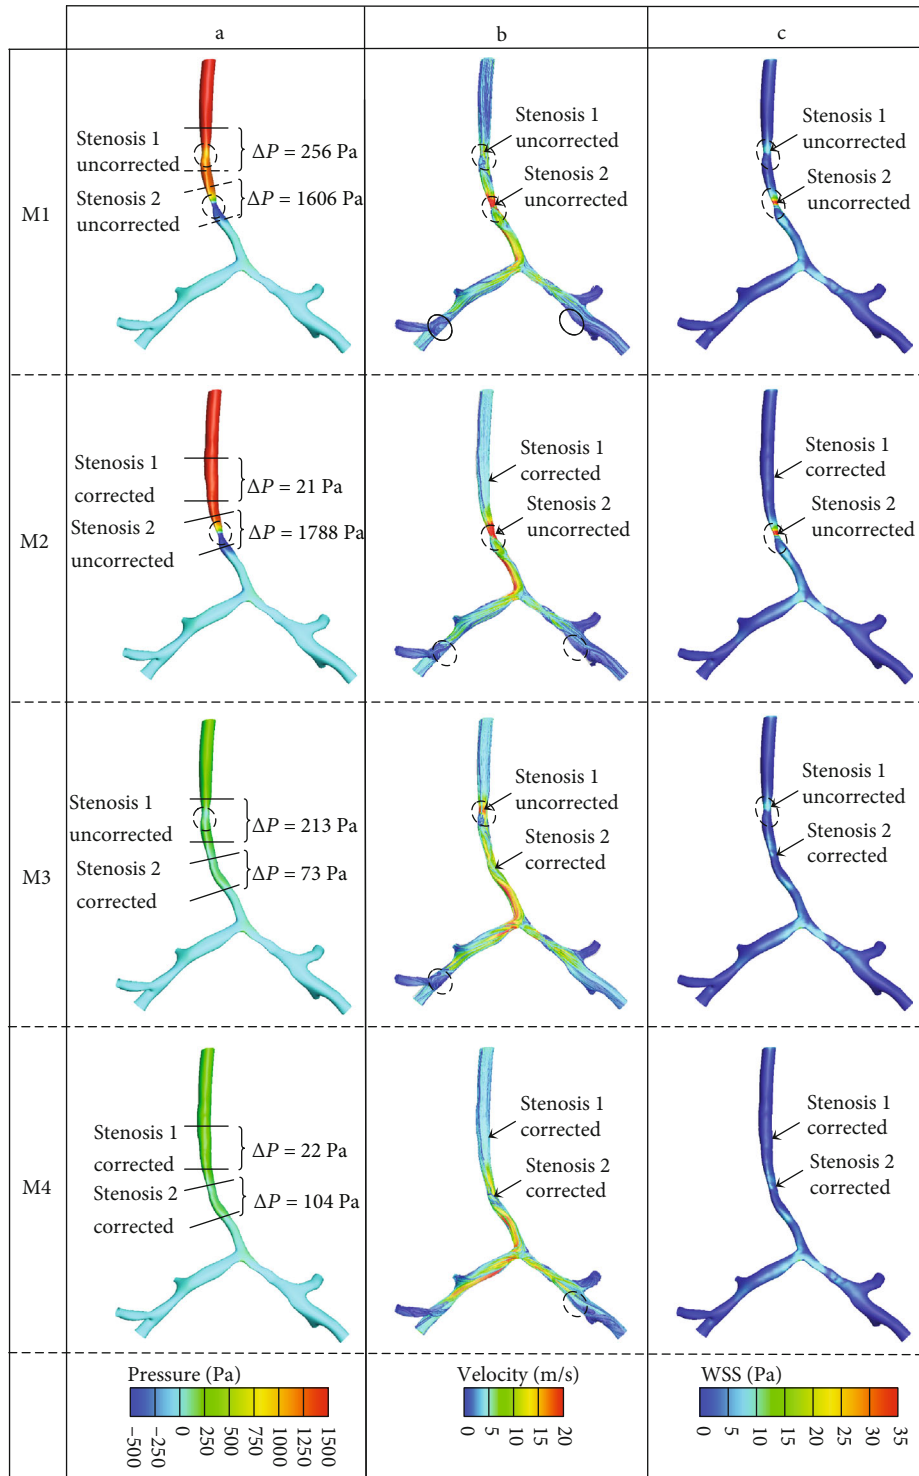 a
b
c
M1
Stenosis 1
uncorrected
ΔP = 256 Pa
Stenosis 2
uncorrected
ΔP = 1606 Pa
Stenosis 1
uncorrected
Stenosis 2
uncorrected
Stenosis 1
uncorrected
Stenosis 2
uncorrected
M2
Stenosis 1
corrected
ΔP = 21 Pa
Stenosis 2
uncorrected
ΔP = 1788 Pa
Stenosis 1
corrected
Stenosis 2
uncorrected
Stenosis 1
corrected
Stenosis 2
uncorrected
M3
Stenosis 1
uncorrected
ΔP = 213 Pa
Stenosis 2
corrected
ΔP = 73 Pa
Stenosis 1
uncorrected
Stenosis 2
corrected
Stenosis 1
uncorrected
Stenosis 2
corrected
M4
Stenosis 1
corrected
ΔP = 22 Pa
Stenosis 2
corrected
ΔP = 104 Pa
Stenosis 1
corrected
Stenosis 2
corrected
Stenosis 1
corrected
Stenosis 2
corrected
Pressure (Pa)
−500 −250 0 250 500 750 1000 1250 1500
Velocity (m/s)
0 5 10 15 20
WSS (Pa)
0 5 10 15 20 25 30 35